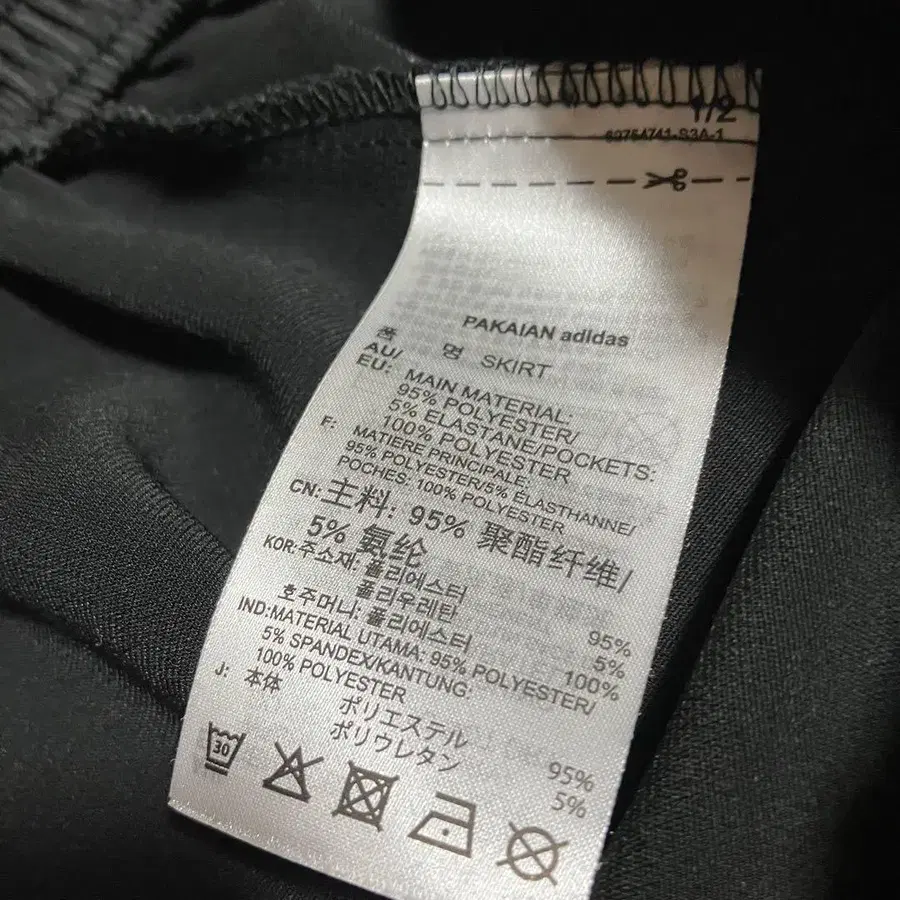 1/2
62764741-S3A-1
PAKAIAN adidas
품 명 SKIRT
AU/
EU: MAIN MATERIAL:
95% POLYESTER/
5% ELASTANE/POCKETS:
100% POLYESTER
F: MATIERE PRINCIPALE:
95% POLYESTER/5% ELASTHANNE/
POCHES: 100% POLYESTER
CN: 主料: 95% 聚酯纤维/
5% 氨纶
KOR: 주소재: 폴리에스터 95%
폴리우레탄 5%
호주머니: 폴리에스터 100%
IND:MATERIAL UTAMA: 95% POLYESTER/
5% SPANDEX/KANTUNG:
100% POLYESTER
J: 本体 ポリエステル 95%
ポリウレタン 5%
30